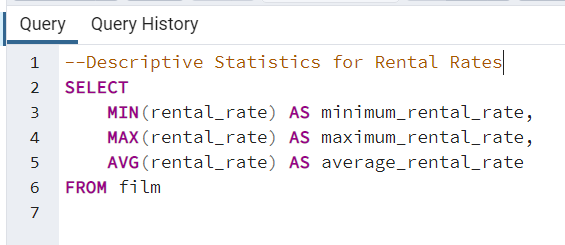 Query Query History
1 --Descriptive Statistics for Rental Rates
2 SELECT
3     MIN(rental_rate) AS minimum_rental_rate,
4     MAX(rental_rate) AS maximum_rental_rate,
5     AVG(rental_rate) AS average_rental_rate
6 FROM film
7